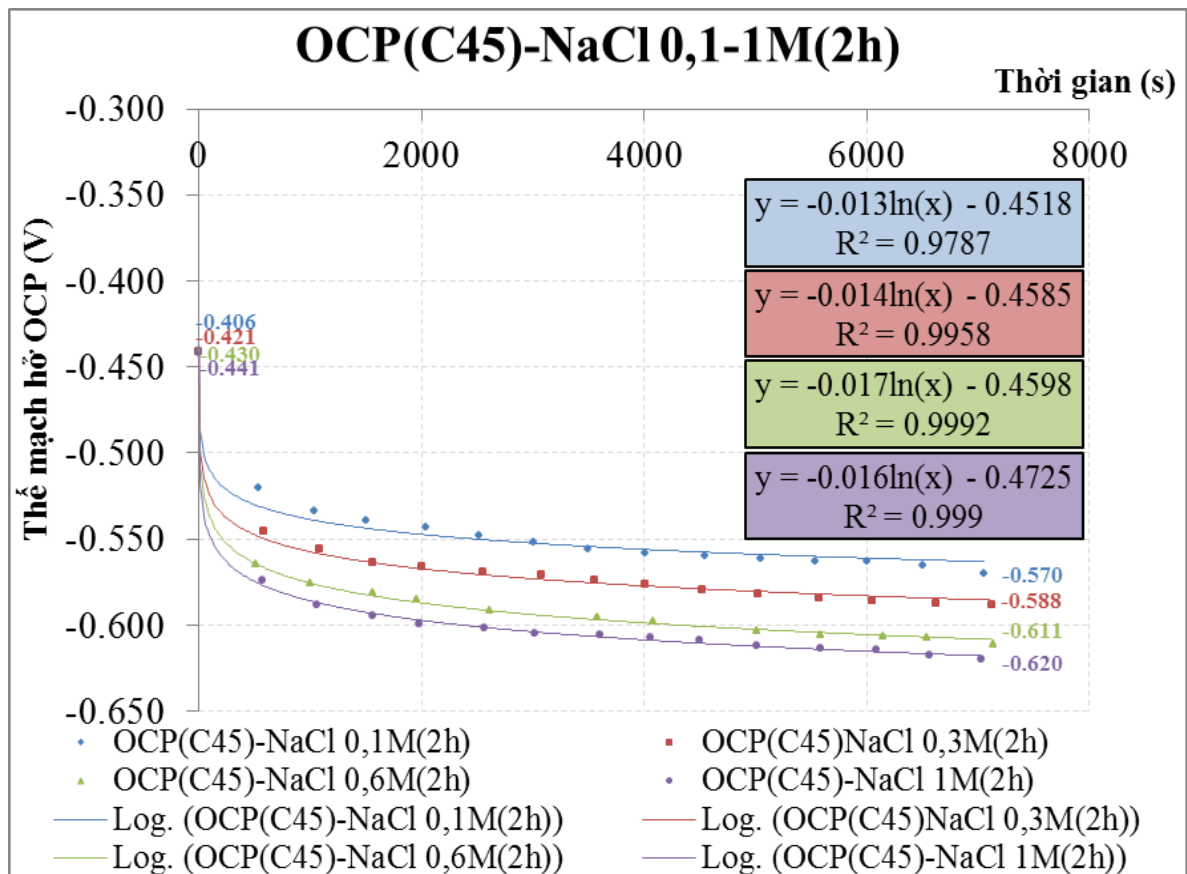 OCP(C45)-NaCl 0,1-1M(2h)
Thời gian (s)
Thế mạch hở OCP (V)
-0.300
-0.350
-0.400
-0.450
-0.500
-0.550
-0.600
-0.650
0
2000
4000
6000
8000
y = -0.013ln(x) - 0.4518
R² = 0.9787
y = -0.014ln(x) - 0.4585
R² = 0.9958
y = -0.017ln(x) - 0.4598
R² = 0.9992
y = -0.016ln(x) - 0.4725
R² = 0.999
-0.406
-0.421
-0.430
-0.441
-0.570
-0.588
-0.611
-0.620
OCP(C45)-NaCl 0,1M(2h)
OCP(C45)NaCl 0,3M(2h)
OCP(C45)-NaCl 0,6M(2h)
OCP(C45)-NaCl 1M(2h)
Log. (OCP(C45)-NaCl 0,1M(2h))
Log. (OCP(C45)NaCl 0,3M(2h))
Log. (OCP(C45)-NaCl 0,6M(2h))
Log. (OCP(C45)-NaCl 1M(2h))